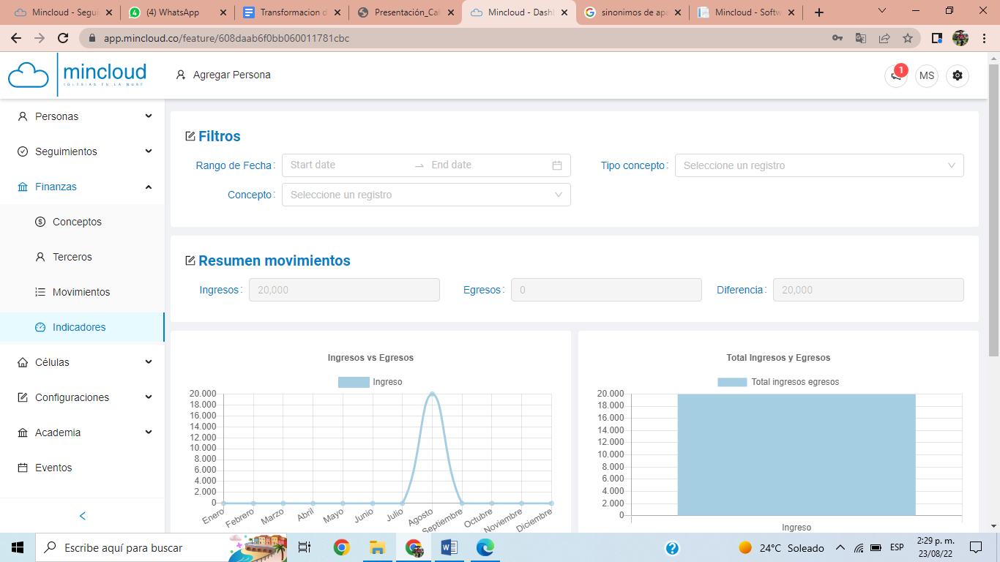 Mincloud - Segui
(4) WhatsApp
Transformacion d
Presentación_Cal
Mincloud - Dashb
sinonimos de apa
Mincloud - Softw
app.mincloud.co/feature/608daab6f0bb060011781cbc
mincloud
IGLESIAS EN LA NUBE
Agregar Persona
1
MS
Personas
Seguimientos
Finanzas
Conceptos
Terceros
Movimientos
Indicadores
Células
Configuraciones
Academia
Eventos
Filtros
Rango de Fecha:
Start date
End date
Tipo concepto:
Seleccione un registro
Concepto:
Seleccione un registro
Resumen movimientos
Ingresos:
20,000
Egresos:
0
Diferencia:
20,000
Ingresos vs Egresos
Ingreso
20.000
18.000
16.000
14.000
12.000
10.000
8.000
6.000
4.000
2.000
0
Enero
Febrero
Marzo
Abril
Mayo
Junio
Julio
Agosto
Septiembre
Octubre
Noviembre
Diciembre
Total Ingresos y Egresos
Total ingresos egresos
20.000
18.000
16.000
14.000
12.000
10.000
8.000
6.000
4.000
2.000
0
Ingreso
Escribe aquí para buscar
24°C Soleado
ESP
2:29 p. m.
23/08/22